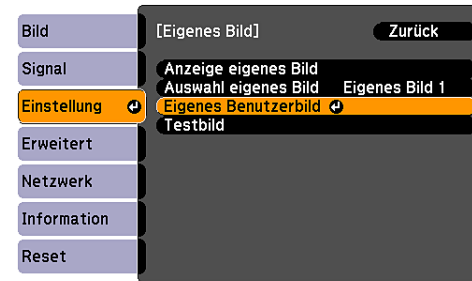 Bild
Signal
Einstellung
Erweitert
Netzwerk
Information
Reset
[Eigenes Bild] Zurück
Anzeige eigenes Bild
Auswahl eigenes Bild Eigenes Bild 1
Eigenes Benutzerbild
Testbild